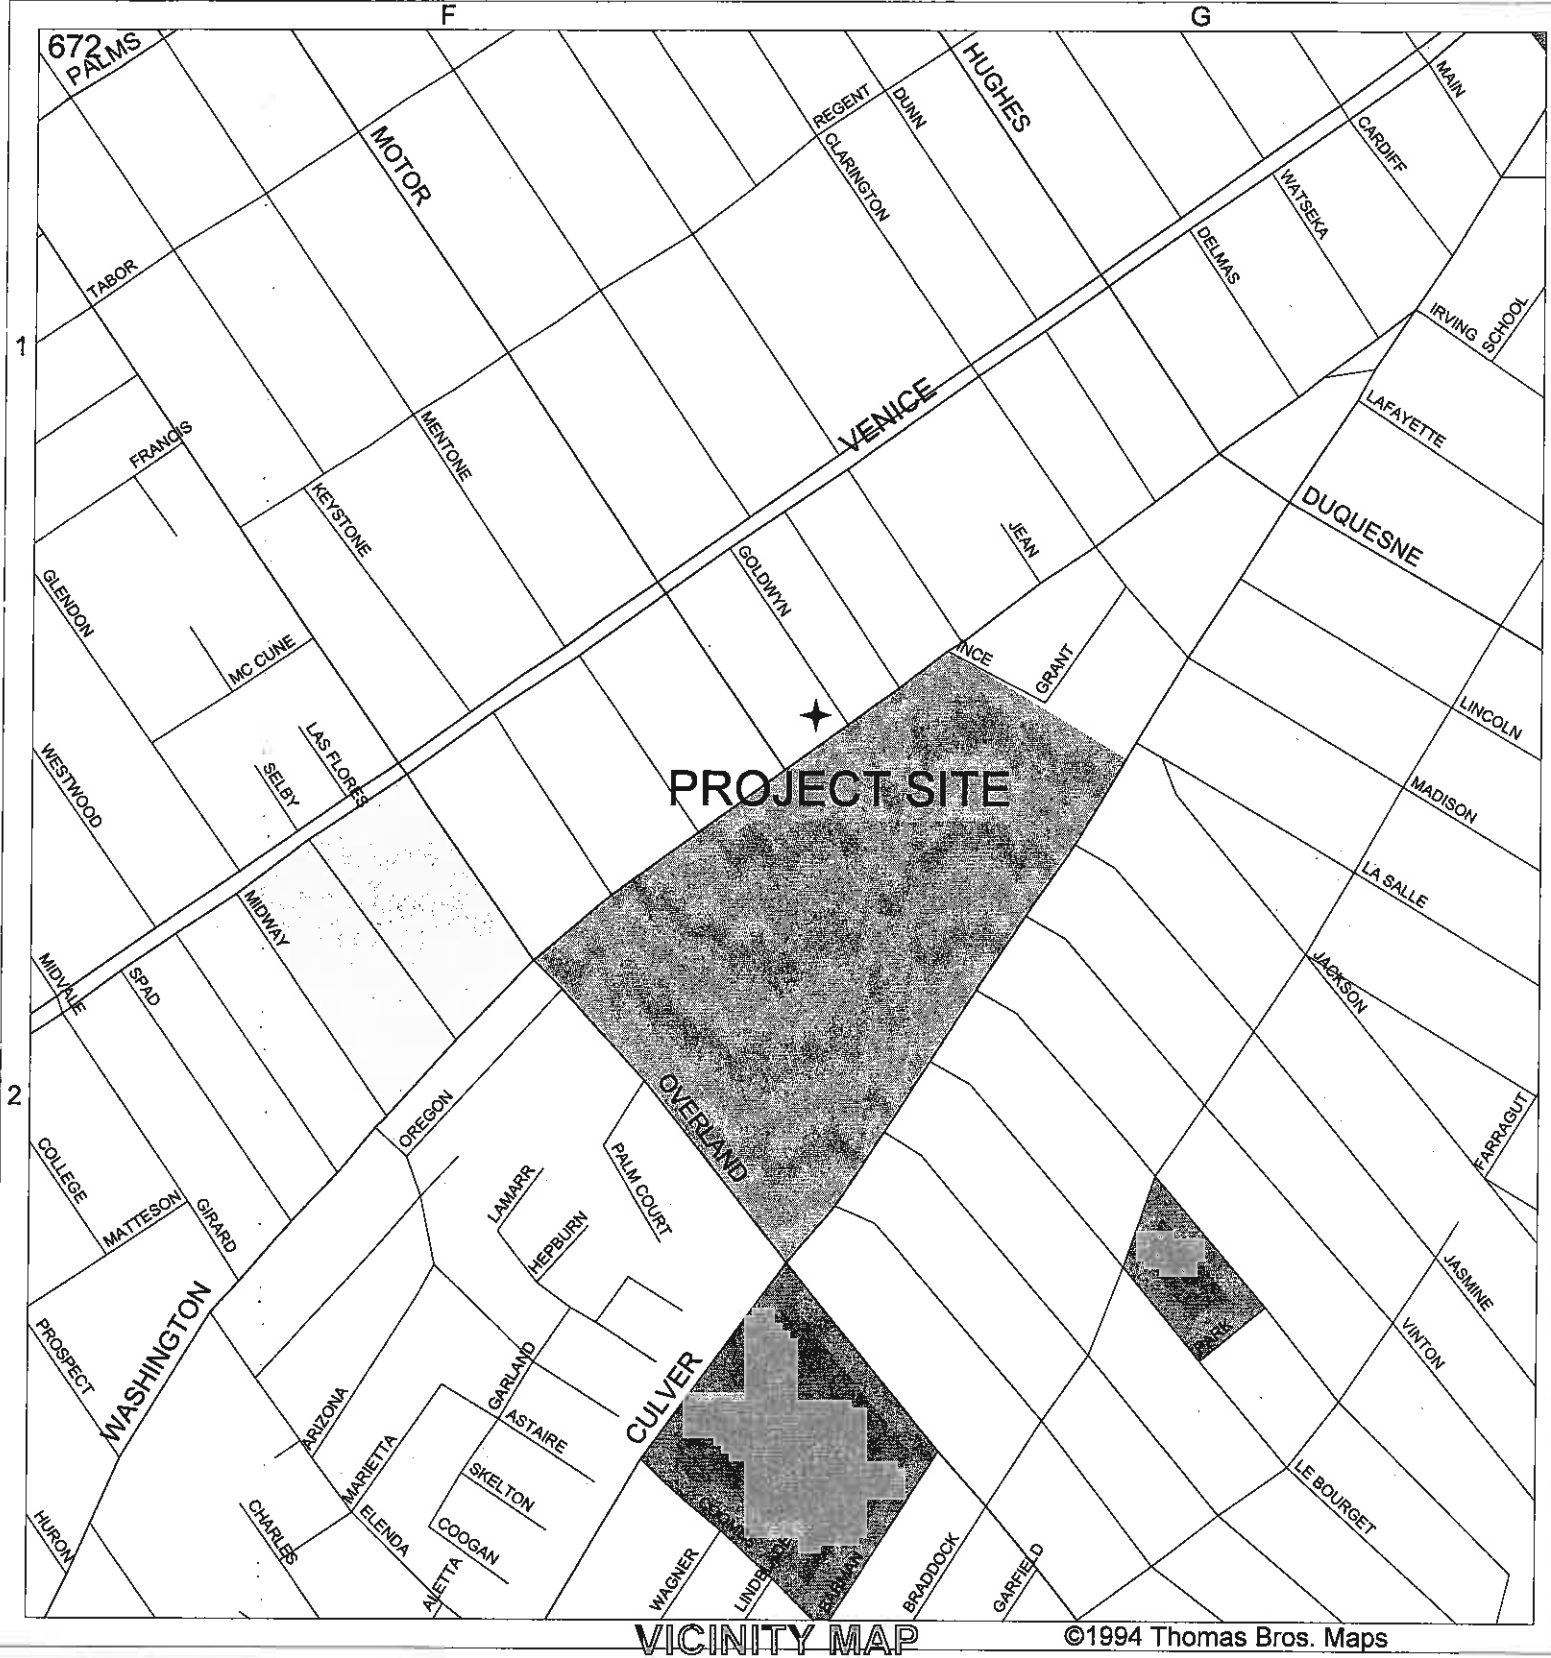 F
G
672
PALMS
MOTOR
REGENT
DUNN
HUGHES
MAIN
CARDIFF
CLARINGTON
WATSEKA
DELMAS
TABOR
1
IRVING
SCHOOL
VENICE
LAFAYETTE
FRANCIS
MENTONE
KEYSTONE
DUQUESNE
JEAN
GOLDWYN
GLENDON
MC CUNE
INCE
GRANT
LINCOLN
LAS FLORES
SELBY
WESTWOOD
PROJECT SITE
MADISON
LA SALLE
MIDWAY
MIDVALE
SPAD
JACKSON
2
OVERLAND
OREGON
FARRAGUT
COLLEGE
MATTESON
GIRARD
LAMARR
PALM COURT
HEPBURN
JASMINE
WASHINGTON
PROSPECT
PARK
VINTON
GARLAND
CULVER
ARIZONA
ASTAIRE
MARIETTA
SKELTON
LE BOURGET
CHARLES
ELENDA
HURON
COOGAN
ALETTA
WAGNER
BRADDOCK
GARFIELD
VICINITY MAP
©1994 Thomas Bros. Maps